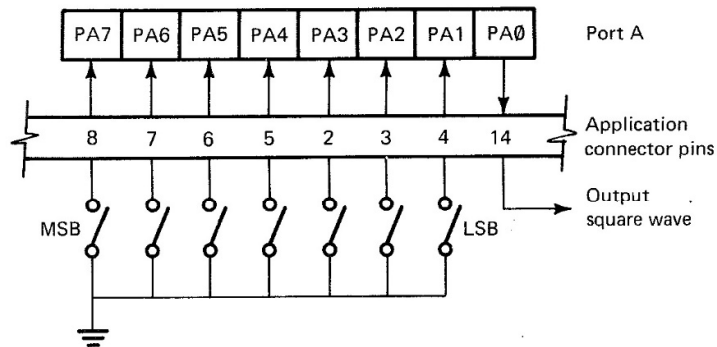 PA7 PA6 PA5 PA4 PA3 PA2 PA1 PAØ Port A
8 7 6 5 2 3 4 14 Application
connector pins
Output
square wave
MSB LSB